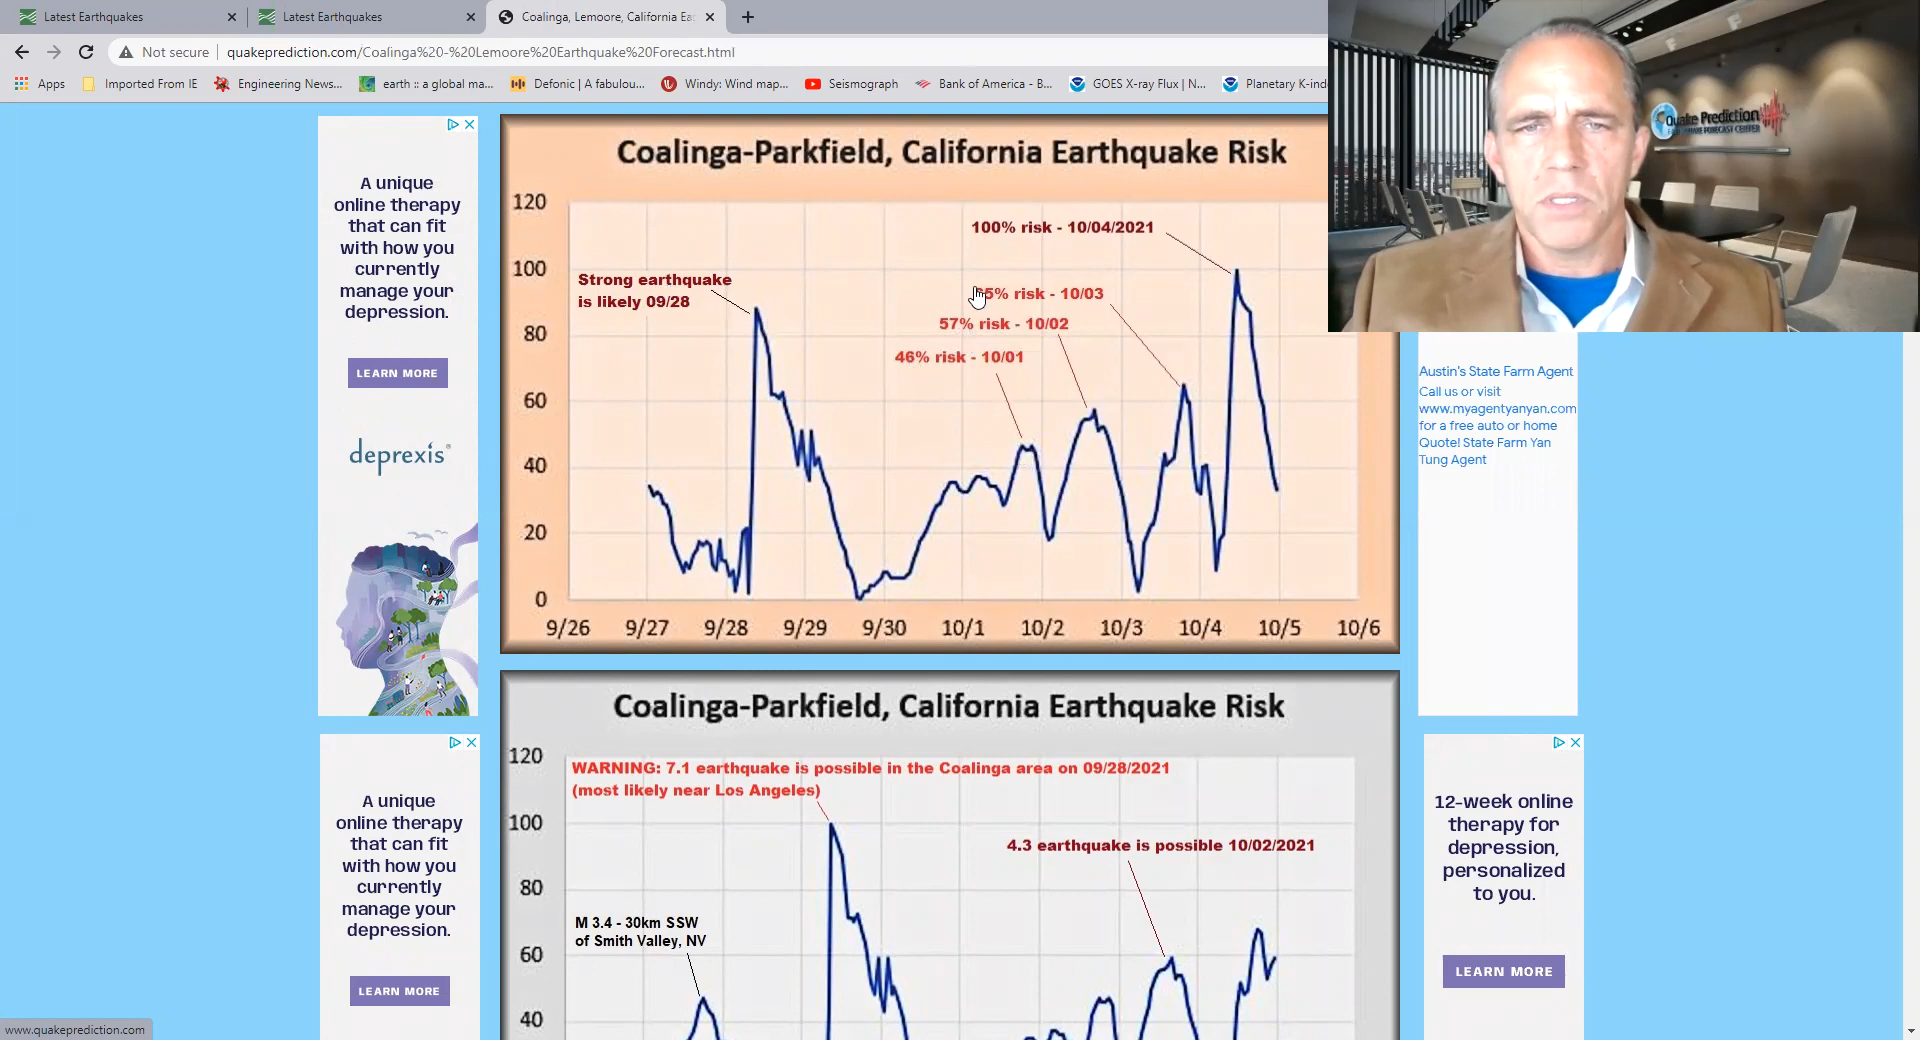 Latest Earthquakes
Latest Earthquakes
Coalinga, Lemoore, California Ea
Not secure
quakeprediction.com/Coalinga%20-%20Lemoore%20Earthquake%20Forecast.html
Apps
Imported From IE
Engineering News...
earth :: a global ma...
Defonic | A fabulou...
Windy: Wind map...
Seismograph
Bank of America - B...
GOES X-ray Flux | N...
Planetary K-ind
Quake Prediction
A unique
online therapy
that can fit
with how you
currently
manage your
depression.
LEARN MORE
deprexis
Coalinga-Parkfield, California Earthquake Risk
120
100
80
60
40
20
0
9/26
9/27
9/28
9/29
9/30
10/1
10/2
10/3
10/4
10/5
10/6
Strong earthquake
is likely 09/28
100% risk - 10/04/2021
5% risk - 10/03
57% risk - 10/02
46% risk - 10/01
Austin's State Farm Agent
Call us or visit
www.myagentyanyan.com
for a free auto or home
Quote! State Farm Yan
Tung Agent
A unique
online therapy
that can fit
with how you
currently
manage your
depression.
LEARN MORE
Coalinga-Parkfield, California Earthquake Risk
120
100
80
60
40
WARNING: 7.1 earthquake is possible in the Coalinga area on 09/28/2021
(most likely near Los Angeles)
4.3 earthquake is possible 10/02/2021
M 3.4 - 30km SSW
of Smith Valley, NV
12-week online
therapy for
depression,
personalized
to you.
LEARN MORE
www.quakeprediction.com